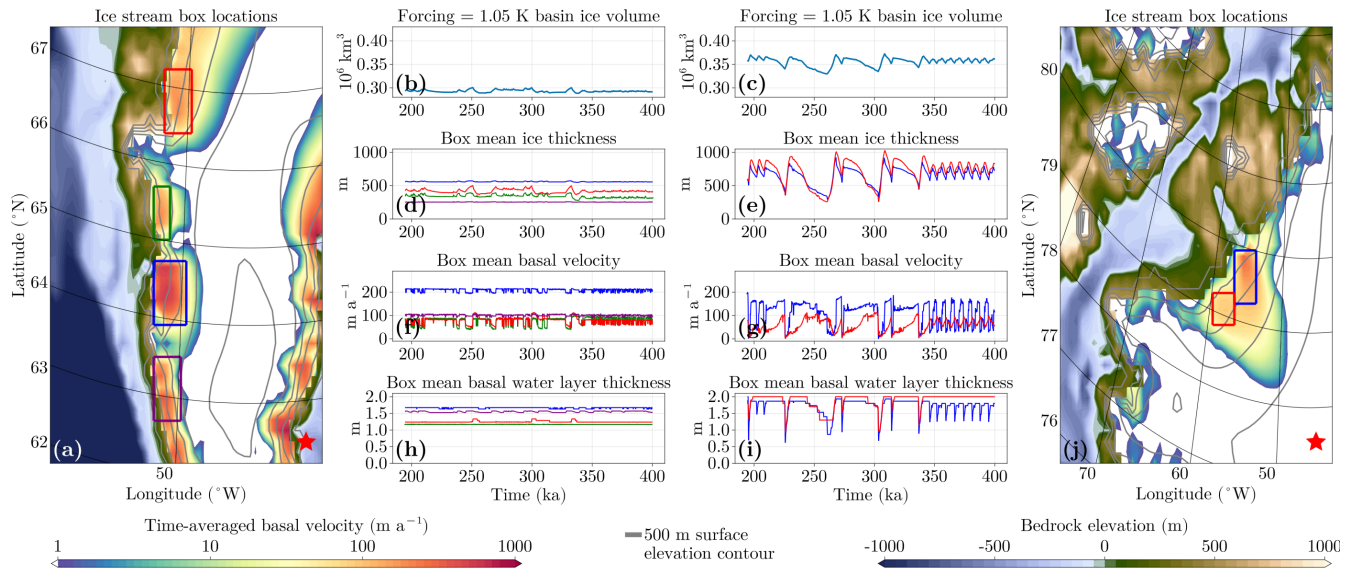 Ice stream box locations
67
66
65
64
63
62
Latitude (°N)
(a)
50
Longitude (°W)
Forcing = 1.05 K basin ice volume
10⁶ km³
0.40
0.35
0.30
(b)
200 250 300 350 400
Box mean ice thickness
m
1000
500
0
(d)
200 250 300 350 400
Box mean basal velocity
m a⁻¹
200
100
0
(f)
200 250 300 350 400
Box mean basal water layer thickness
m
2.0
1.5
1.0
0.5
0.0
(h)
200 250 300 350 400
Time (ka)
Forcing = 1.05 K basin ice volume
10⁶ km³
0.40
0.35
0.30
(c)
200 250 300 350 400
Box mean ice thickness
m
1000
500
0
(e)
200 250 300 350 400
Box mean basal velocity
m a⁻¹
200
100
0
(g)
200 250 300 350 400
Box mean basal water layer thickness
m
2.0
1.5
1.0
0.5
0.0
(i)
200 250 300 350 400
Time (ka)
Ice stream box locations
80
79
78
77
76
Latitude (°N)
(j)
70 60 50
Longitude (°W)
Time-averaged basal velocity (m a⁻¹)
1 10 100 1000
500 m surface
elevation contour
Bedrock elevation (m)
-1000 -500 0 500 1000